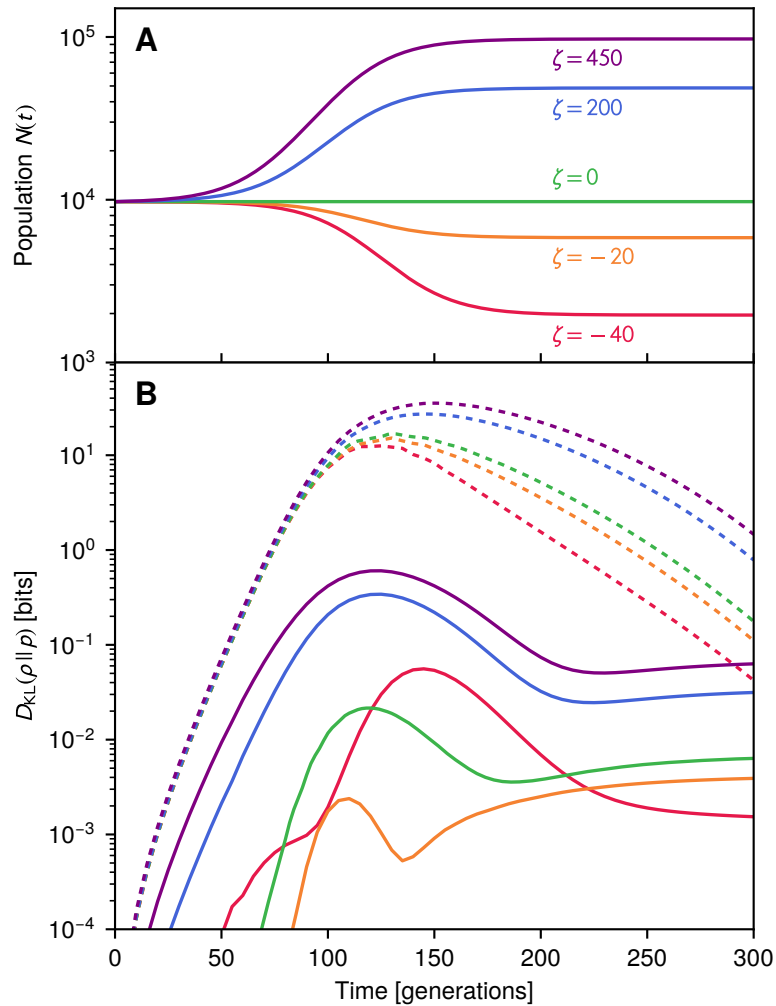 A
10⁵
10⁴
10³
Population N(t)
ζ = 450
ζ = 200
ζ = 0
ζ = − 20
ζ = − 40
B
10¹
10⁰
10⁻¹
10⁻²
10⁻³
10⁻⁴
D_KL(ρ || p) [bits]
0 50 100 150 200 250 300
Time [generations]